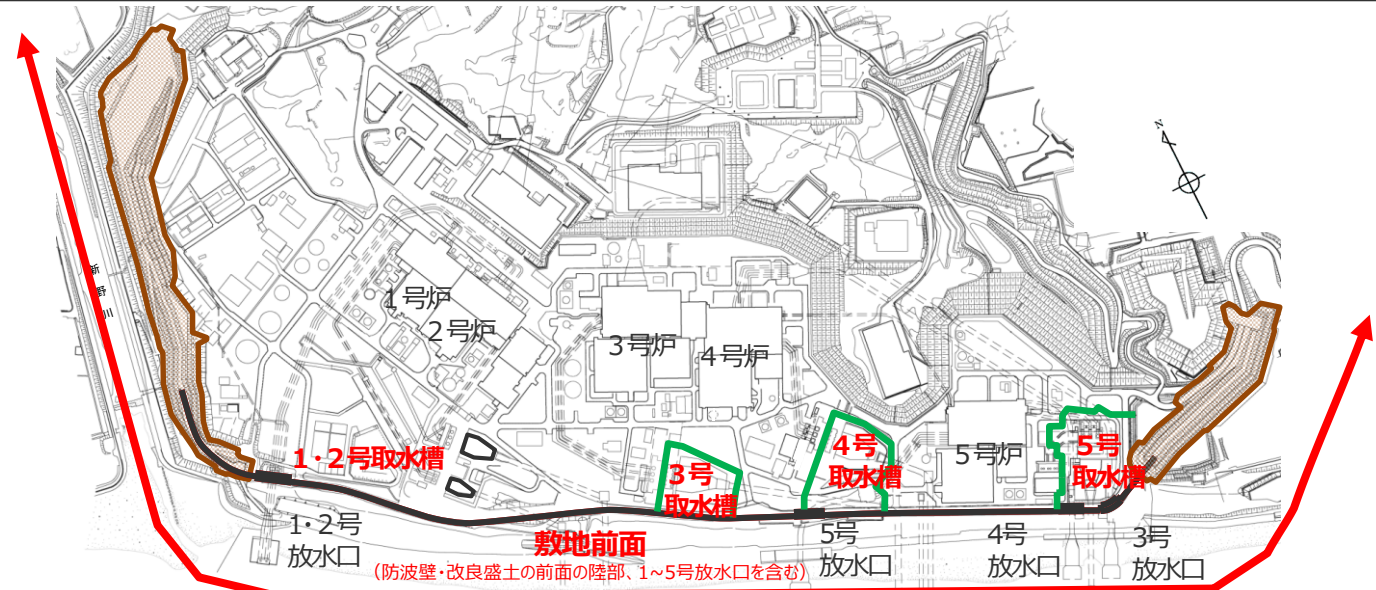 N
新
野
川
1号炉
2号炉
3号炉
4号炉
5号炉
1・2号取水槽
3号
取水槽
4号
取水槽
5号
取水槽
1・2号
放水口
敷地前面
(防波壁・改良盛土の前面の陸部、1~5号放水口を含む)
5号
放水口
4号
放水口
3号
放水口